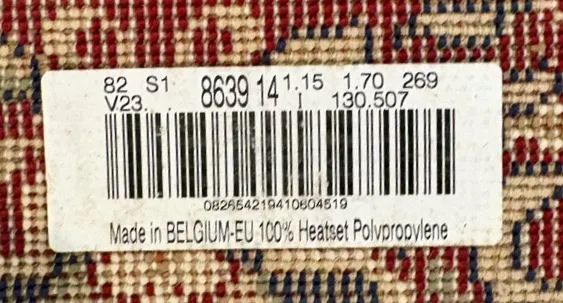 82 S1 8639 14 1.15 1.70 269
V23. . I 130.507
082654219410604519
Made in BELGIUM-EU 100% Heatset Polypropylene